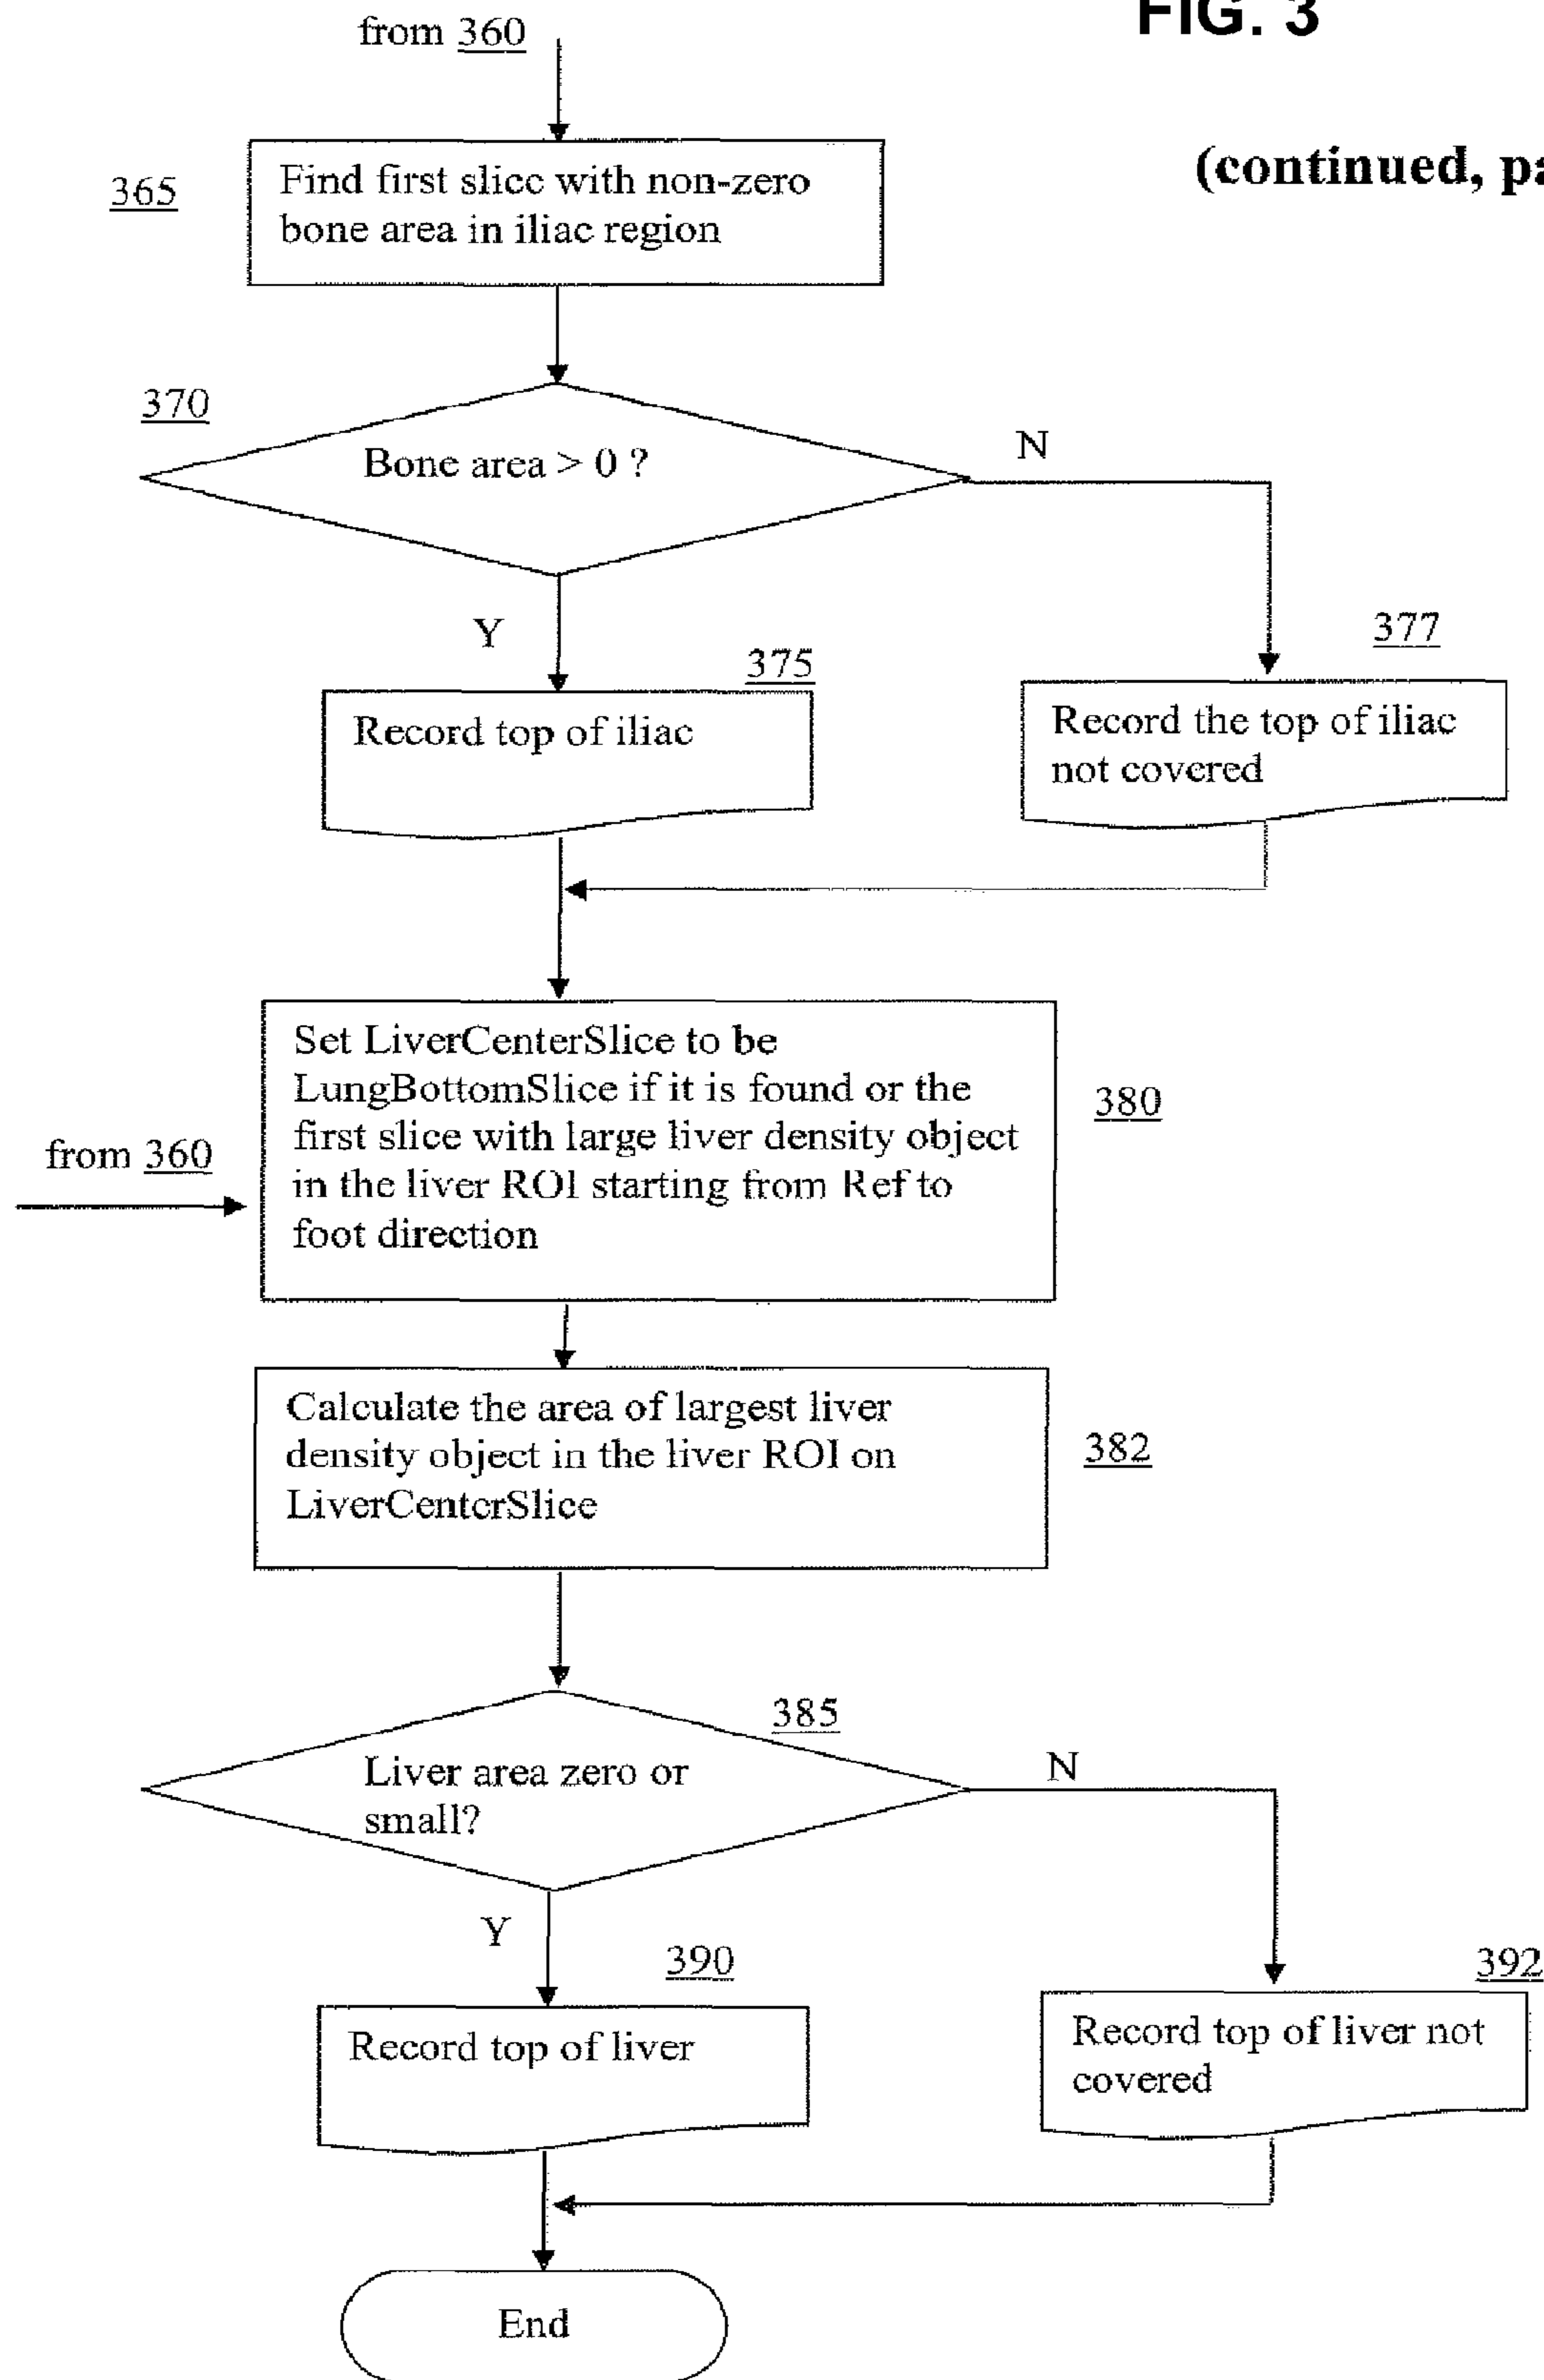 FIG. 3
(continued, pa
from 360
365
Find first slice with non-zero
bone area in iliac region
370
Bone area > 0 ?
N
Y
375
377
Record top of iliac
Record the top of iliac
not covered
Set LiverCenterSlice to be
LungBottomSlice if it is found or the
first slice with large liver density object
in the liver ROI starting from Ref to
foot direction
380
from 360
Calculate the area of largest liver
density object in the liver ROI on
LiverCenterSlice
382
385
Liver area zero or
small?
N
Y
390
392
Record top of liver
Record top of liver not
covered
End